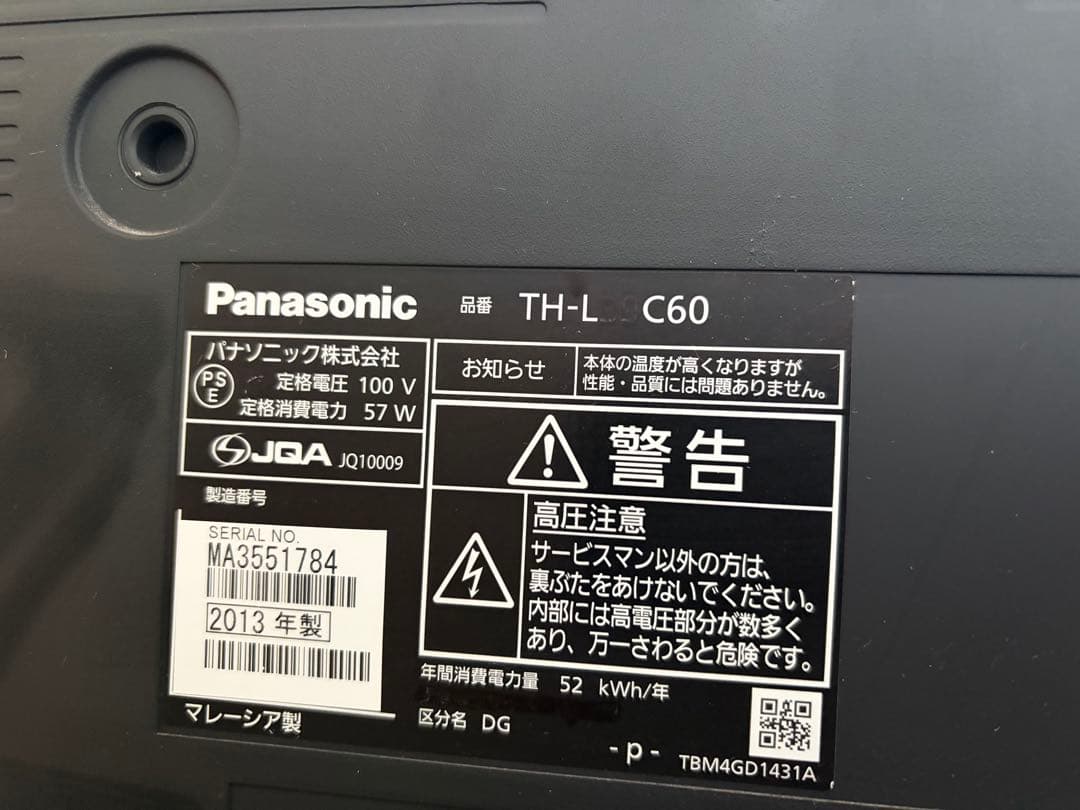 Panasonic 品番 TH-L C60
パナソニック株式会社
PS
E
定格電圧 100 V
定格消費電力 57 W
JQA JQ10009
製造番号
SERIAL NO.
MA3551784
2013 年製
マレーシア製
お知らせ
本体の温度が高くなりますが
性能・品質には問題ありません。
警告
高圧注意
サービスマン以外の方は、
裏ぶたをあけないでください。
内部には高電圧部分が数多く
あり、万一さわると危険です。
年間消費電力量 52 kWh/年
区分名 DG
- p -
TBM4GD1431A